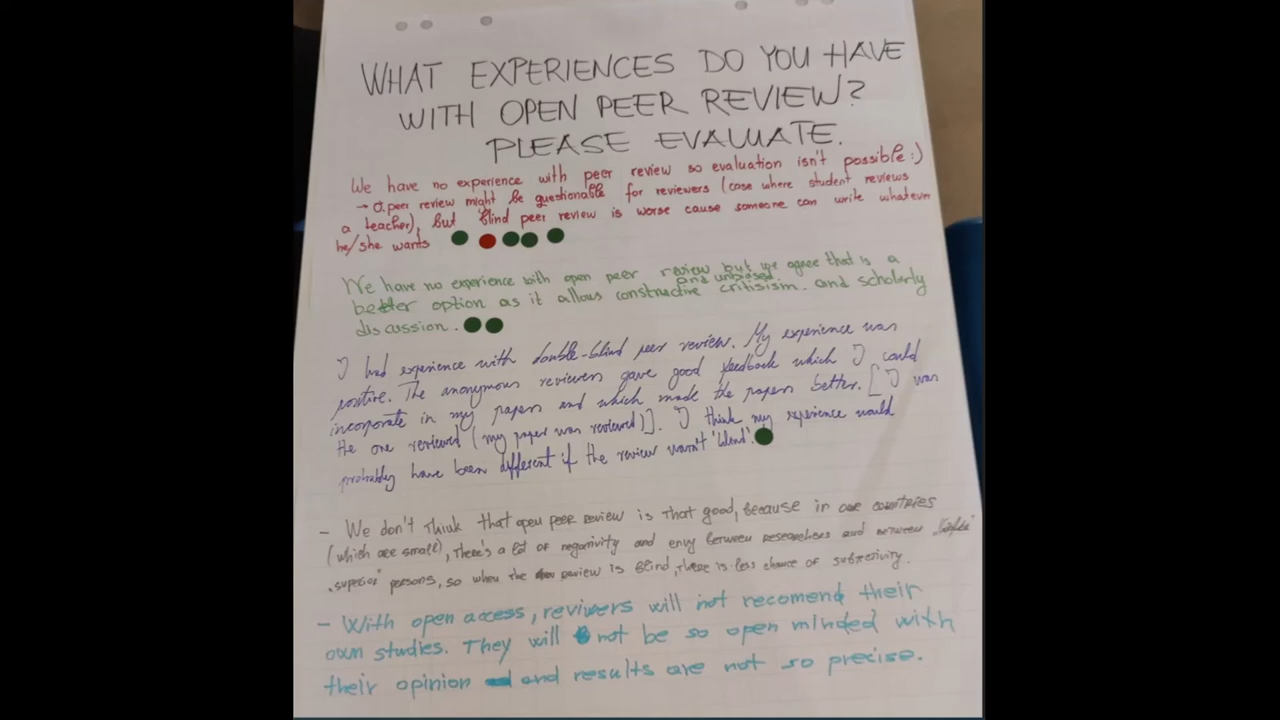 WHAT EXPERIENCES DO YOU HAVE
WITH OPEN PEER REVIEW?
PLEASE EVALUATE.
We have no experience with peer review so evaluation isn't possible :)
→ O. peer review might be questionable for reviewers (case where student reviews
a teacher), but blind peer review is worse cause someone can write whatever
he/she wants
We have no experience with open peer review but we agree that is a
and unbiased
better option as it allows constructive critisism. and scholarly
discussion.
I had experience with double-blind peer review. My experience was
positive. The anonymous reviewers gave good feedback which I could
incorporate in my papers and which made the papers better. [I was
the one reviewed (my paper was reviewed)]. I think my experience would
probably have been different if the review wasn't 'blind'.
- We don't think that open peer review is that good, because in our countries
(which are small), there's a lot of negativity and envy between researchers and between
"superior" persons, so when the review is blind, there is less chance of subjectivity.
- With open access, reviwers will not recomend their
own studies. They will not be so open minded with
their opinion and results are not so precise.